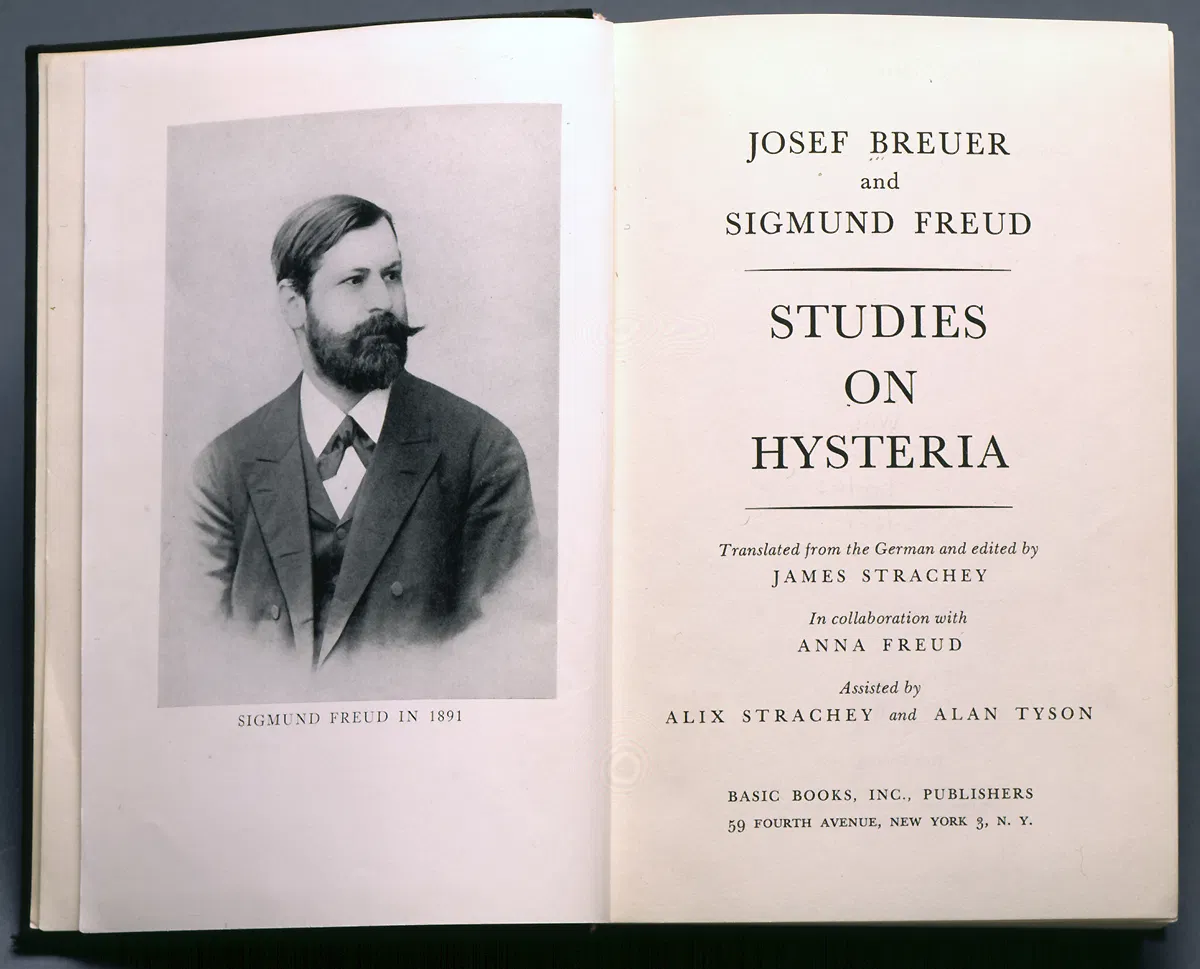 SIGMUND FREUD IN 1891
JOSEF BREUER
and
SIGMUND FREUD
STUDIES
ON
HYSTERIA
Translated from the German and edited by
JAMES STRACHEY
In collaboration with
ANNA FREUD
Assisted by
ALIX STRACHEY and ALAN TYSON
BASIC BOOKS, INC., PUBLISHERS
59 FOURTH AVENUE, NEW YORK 3, N. Y.